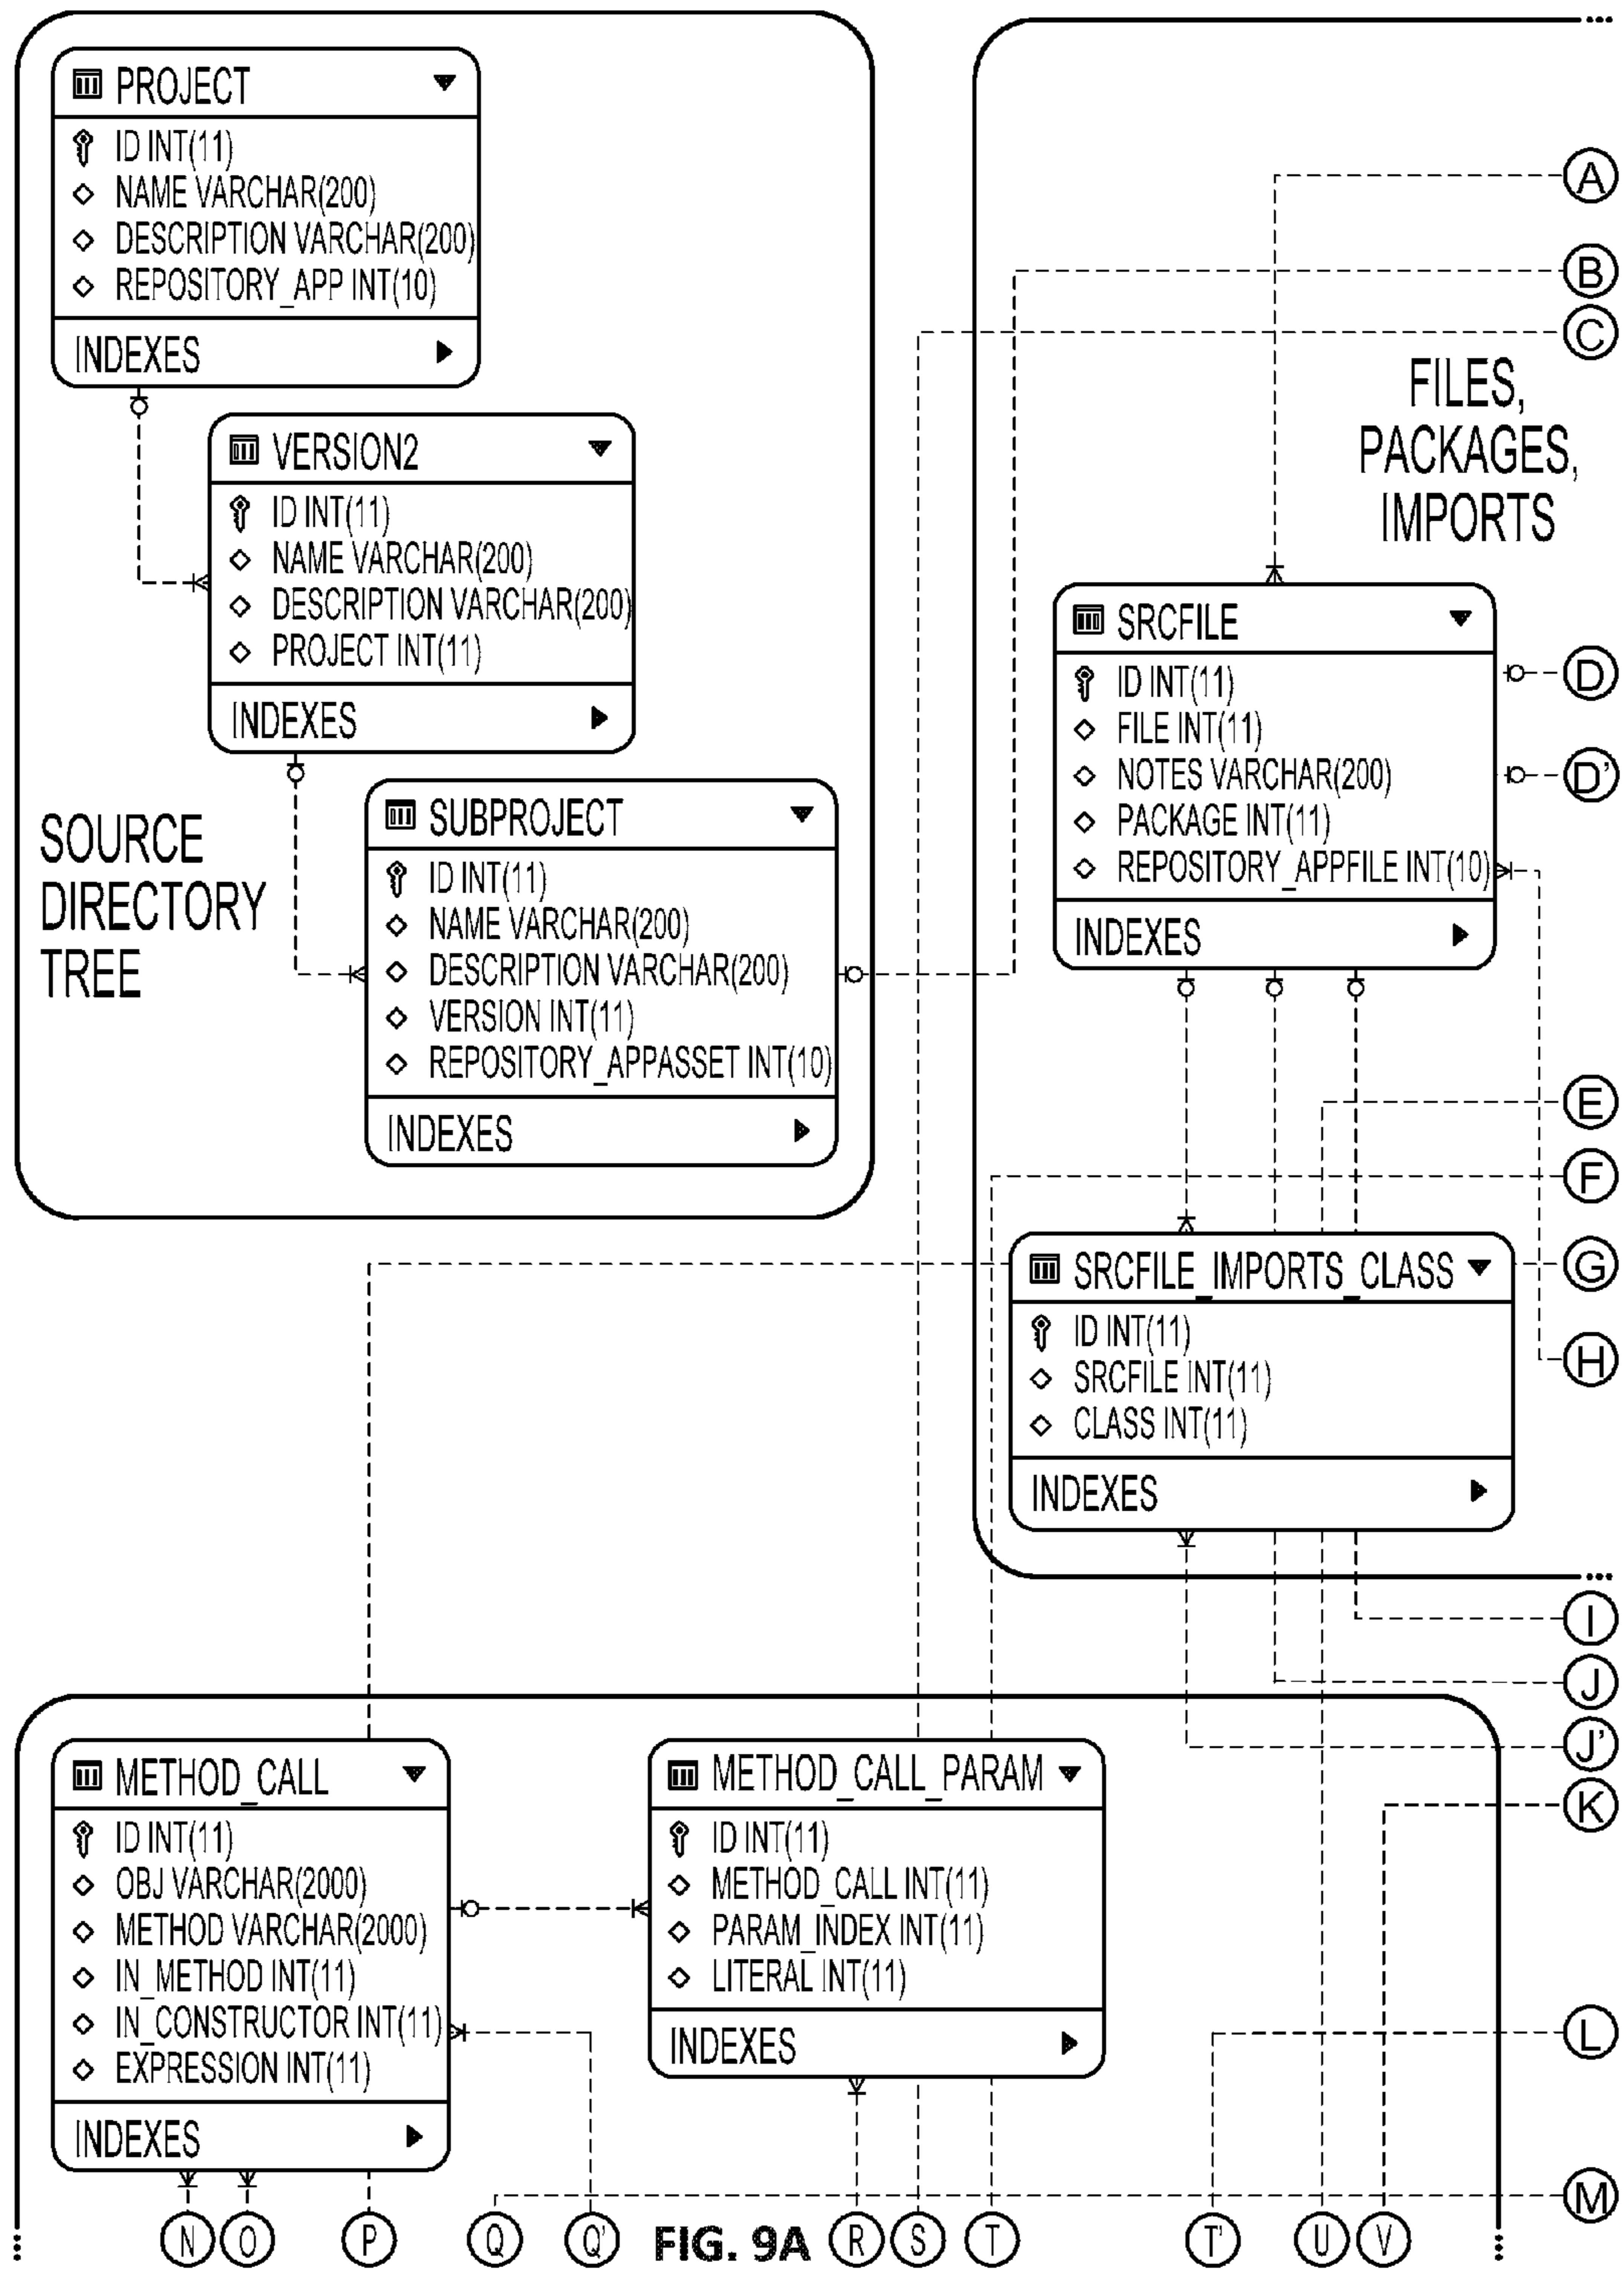 PROJECT
ID INT(11)
NAME VARCHAR(200)
DESCRIPTION VARCHAR(200)
REPOSITORY_APP INT(10)
INDEXES
VERSION2
ID INT(11)
NAME VARCHAR(200)
DESCRIPTION VARCHAR(200)
PROJECT INT(11)
INDEXES
SUBPROJECT
ID INT(11)
NAME VARCHAR(200)
DESCRIPTION VARCHAR(200)
VERSION INT(11)
REPOSITORY_APPASSET INT(10)
INDEXES
SOURCE
DIRECTORY
TREE
...
A
B
C
FILES,
PACKAGES,
IMPORTS
SRCFILE
ID INT(11)
FILE INT(11)
NOTES VARCHAR(200)
PACKAGE INT(11)
REPOSITORY_APPFILE INT(10)
INDEXES
D
D'
E
F
G
H
SRCFILE_IMPORTS_CLASS
ID INT(11)
SRCFILE INT(11)
CLASS INT(11)
INDEXES
...
I
J
J'
K
L
M
METHOD_CALL
ID INT(11)
OBJ VARCHAR(2000)
METHOD VARCHAR(2000)
IN_METHOD INT(11)
IN_CONSTRUCTOR INT(11)
EXPRESSION INT(11)
INDEXES
METHOD_CALL_PARAM
ID INT(11)
METHOD_CALL INT(11)
PARAM_INDEX INT(11)
LITERAL INT(11)
INDEXES
N O P Q Q' FIG. 9A R S T T' U V